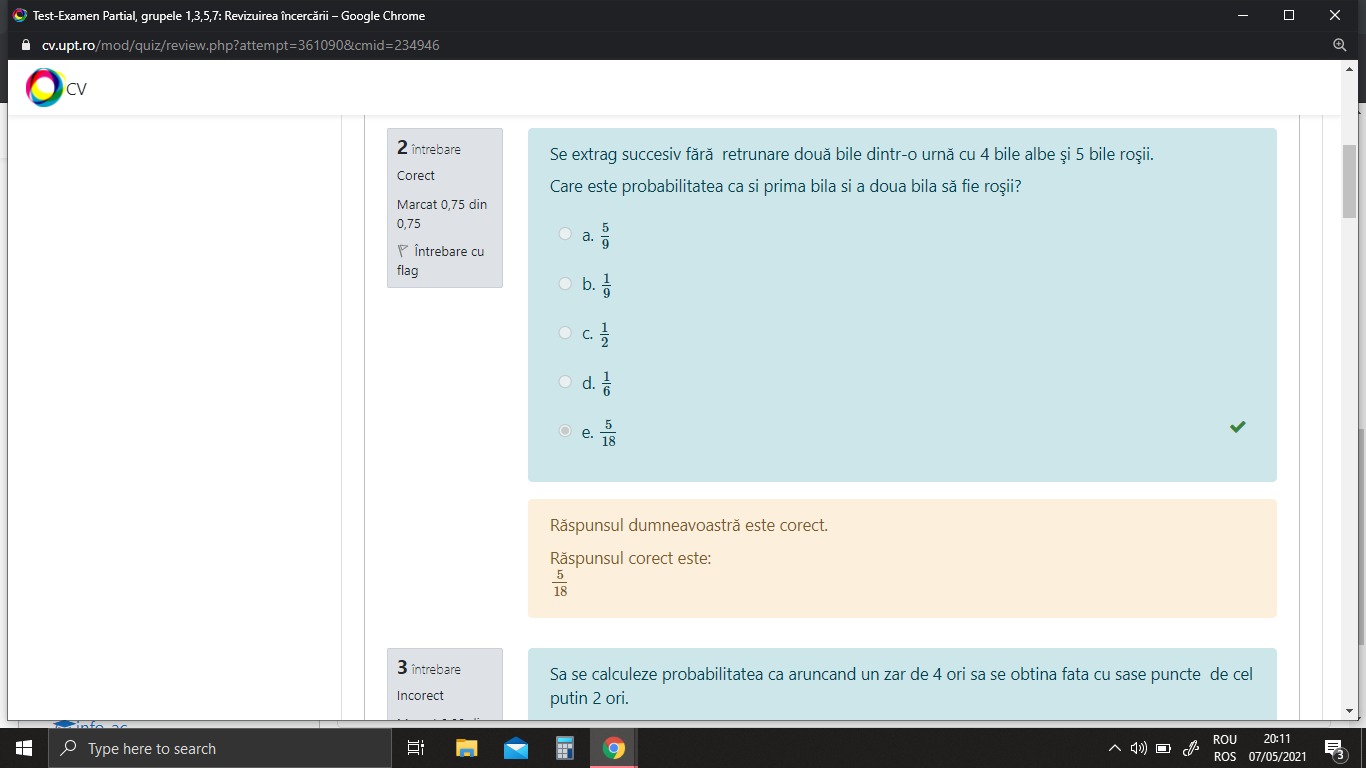 Test-Examen Partial, grupele 1,3,5,7: Revizuirea încercării – Google Chrome
cv.upt.ro/mod/quiz/review.php?attempt=361090&cmid=234946
CV
2 întrebare
Corect
Marcat 0,75 din
0,75
Întrebare cu
flag
Se extrag succesiv fără retrunare două bile dintr-o urnă cu 4 bile albe şi 5 bile roşii.
Care este probabilitatea ca si prima bila si a doua bila să fie roşii?
a. 5/9
b. 1/9
c. 1/2
d. 1/6
e. 5/18
Răspunsul dumneavoastră este corect.
Răspunsul corect este:
5/18
3 întrebare
Incorect
Sa se calculeze probabilitatea ca aruncand un zar de 4 ori sa se obtina fata cu sase puncte de cel
putin 2 ori.
Type here to search
ROU
ROS
20:11
07/05/2021
3